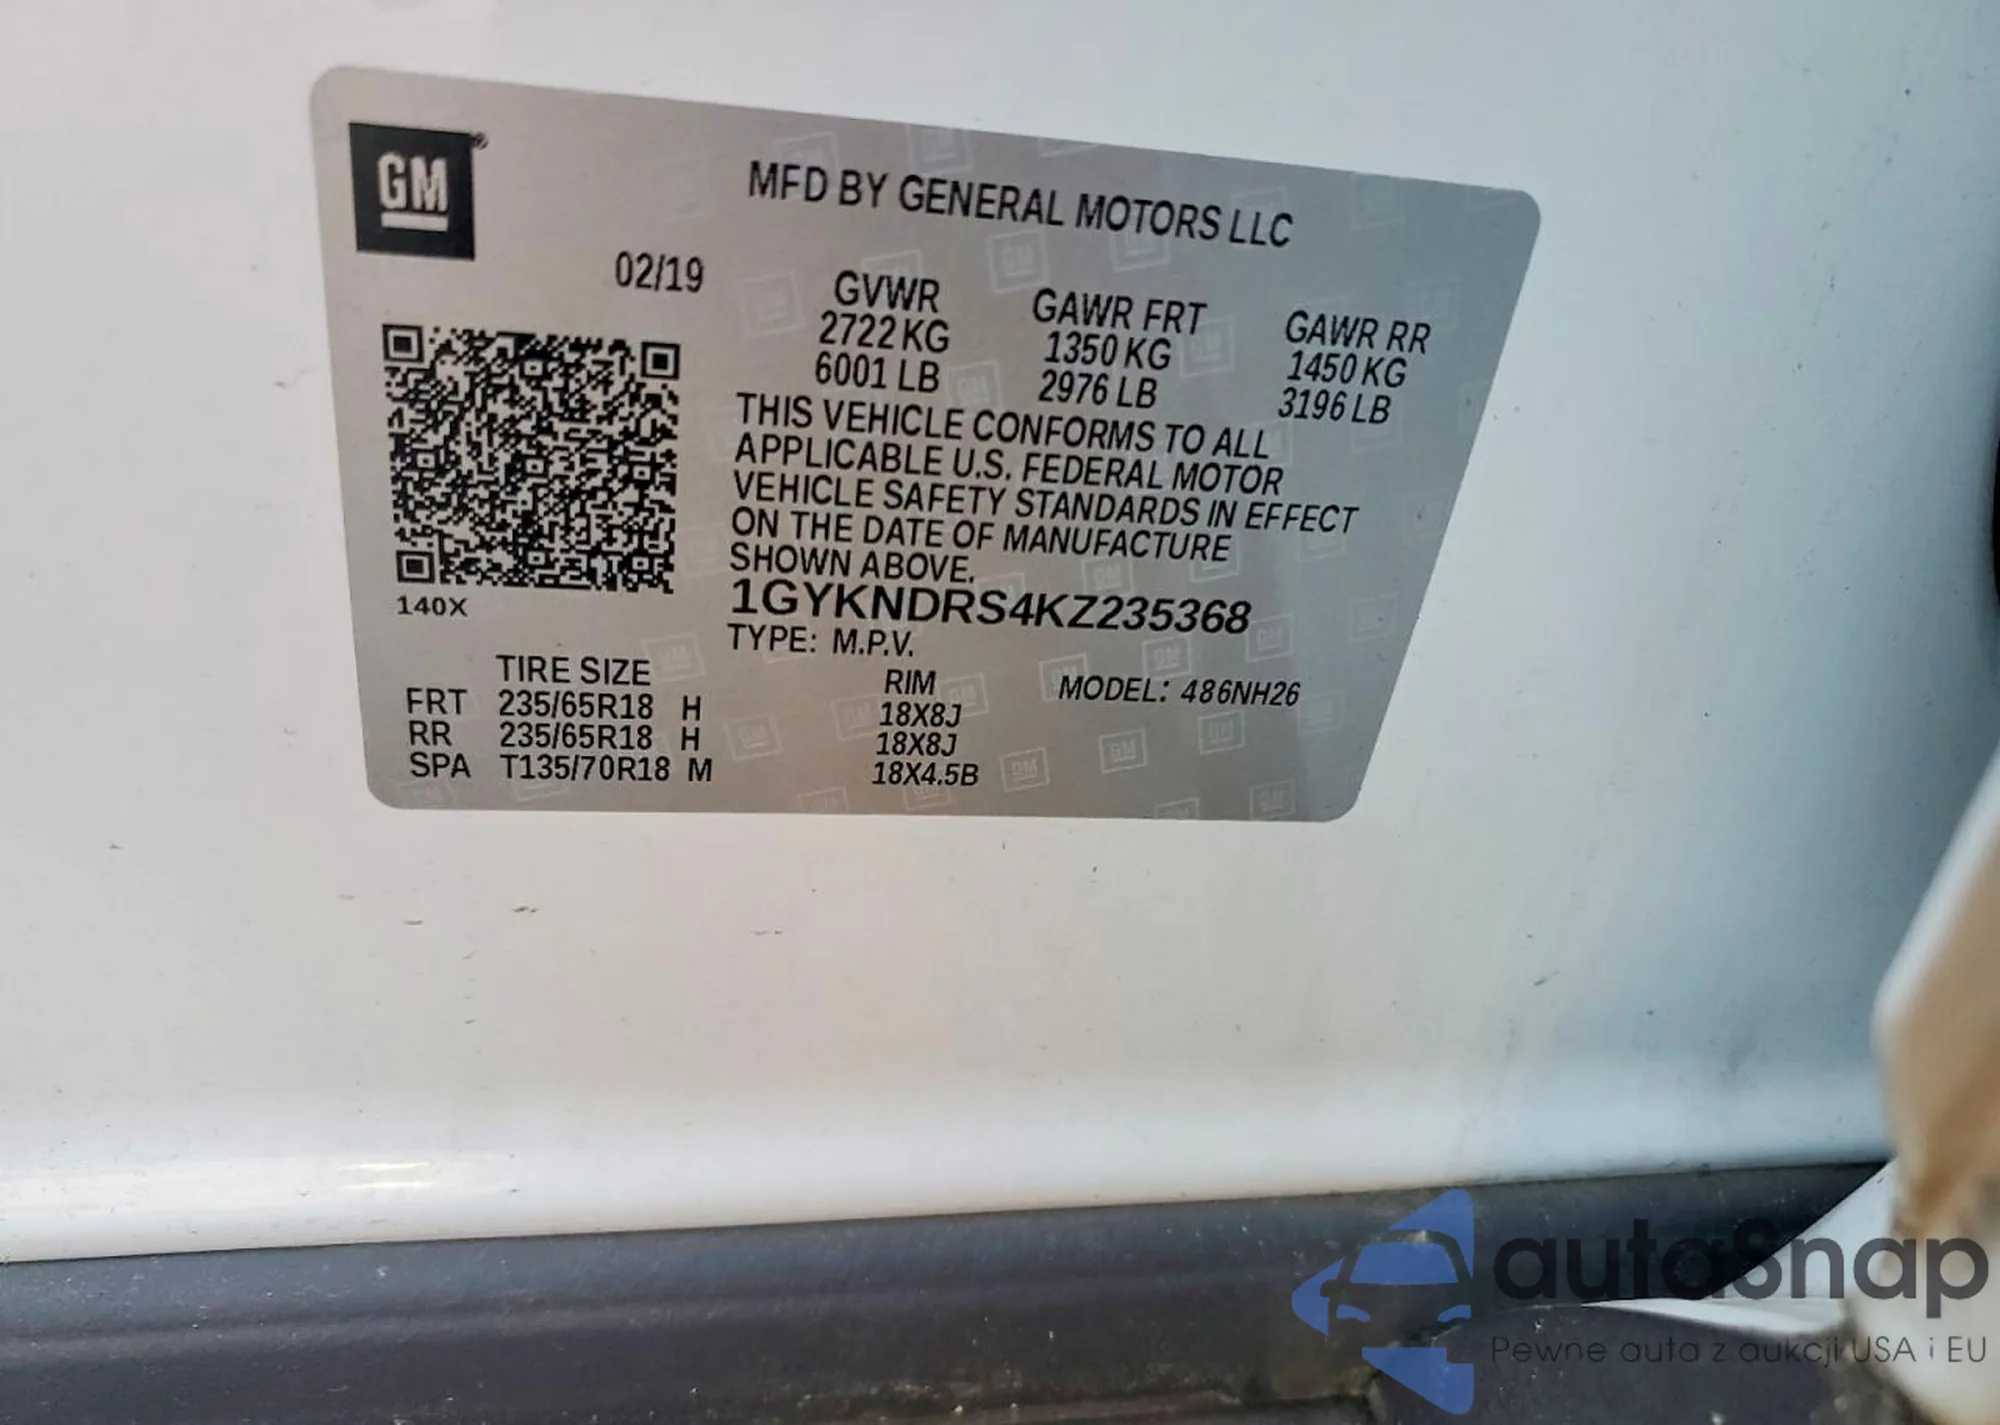 GM®
MFD BY GENERAL MOTORS LLC
02/19
GVWR
2722 KG
6001 LB
GAWR FRT
1350 KG
2976 LB
GAWR RR
1450 KG
3196 LB
THIS VEHICLE CONFORMS TO ALL
APPLICABLE U.S. FEDERAL MOTOR
VEHICLE SAFETY STANDARDS IN EFFECT
ON THE DATE OF MANUFACTURE
SHOWN ABOVE.
1GYKNDRS4KZ235368
TYPE: M.P.V.
140X
TIRE SIZE RIM MODEL: 486NH26
FRT 235/65R18 H 18X8J
RR 235/65R18 H 18X8J
SPA T135/70R18 M 18X4.5B
autaSnap
Pewne auta z aukcji USA i EU